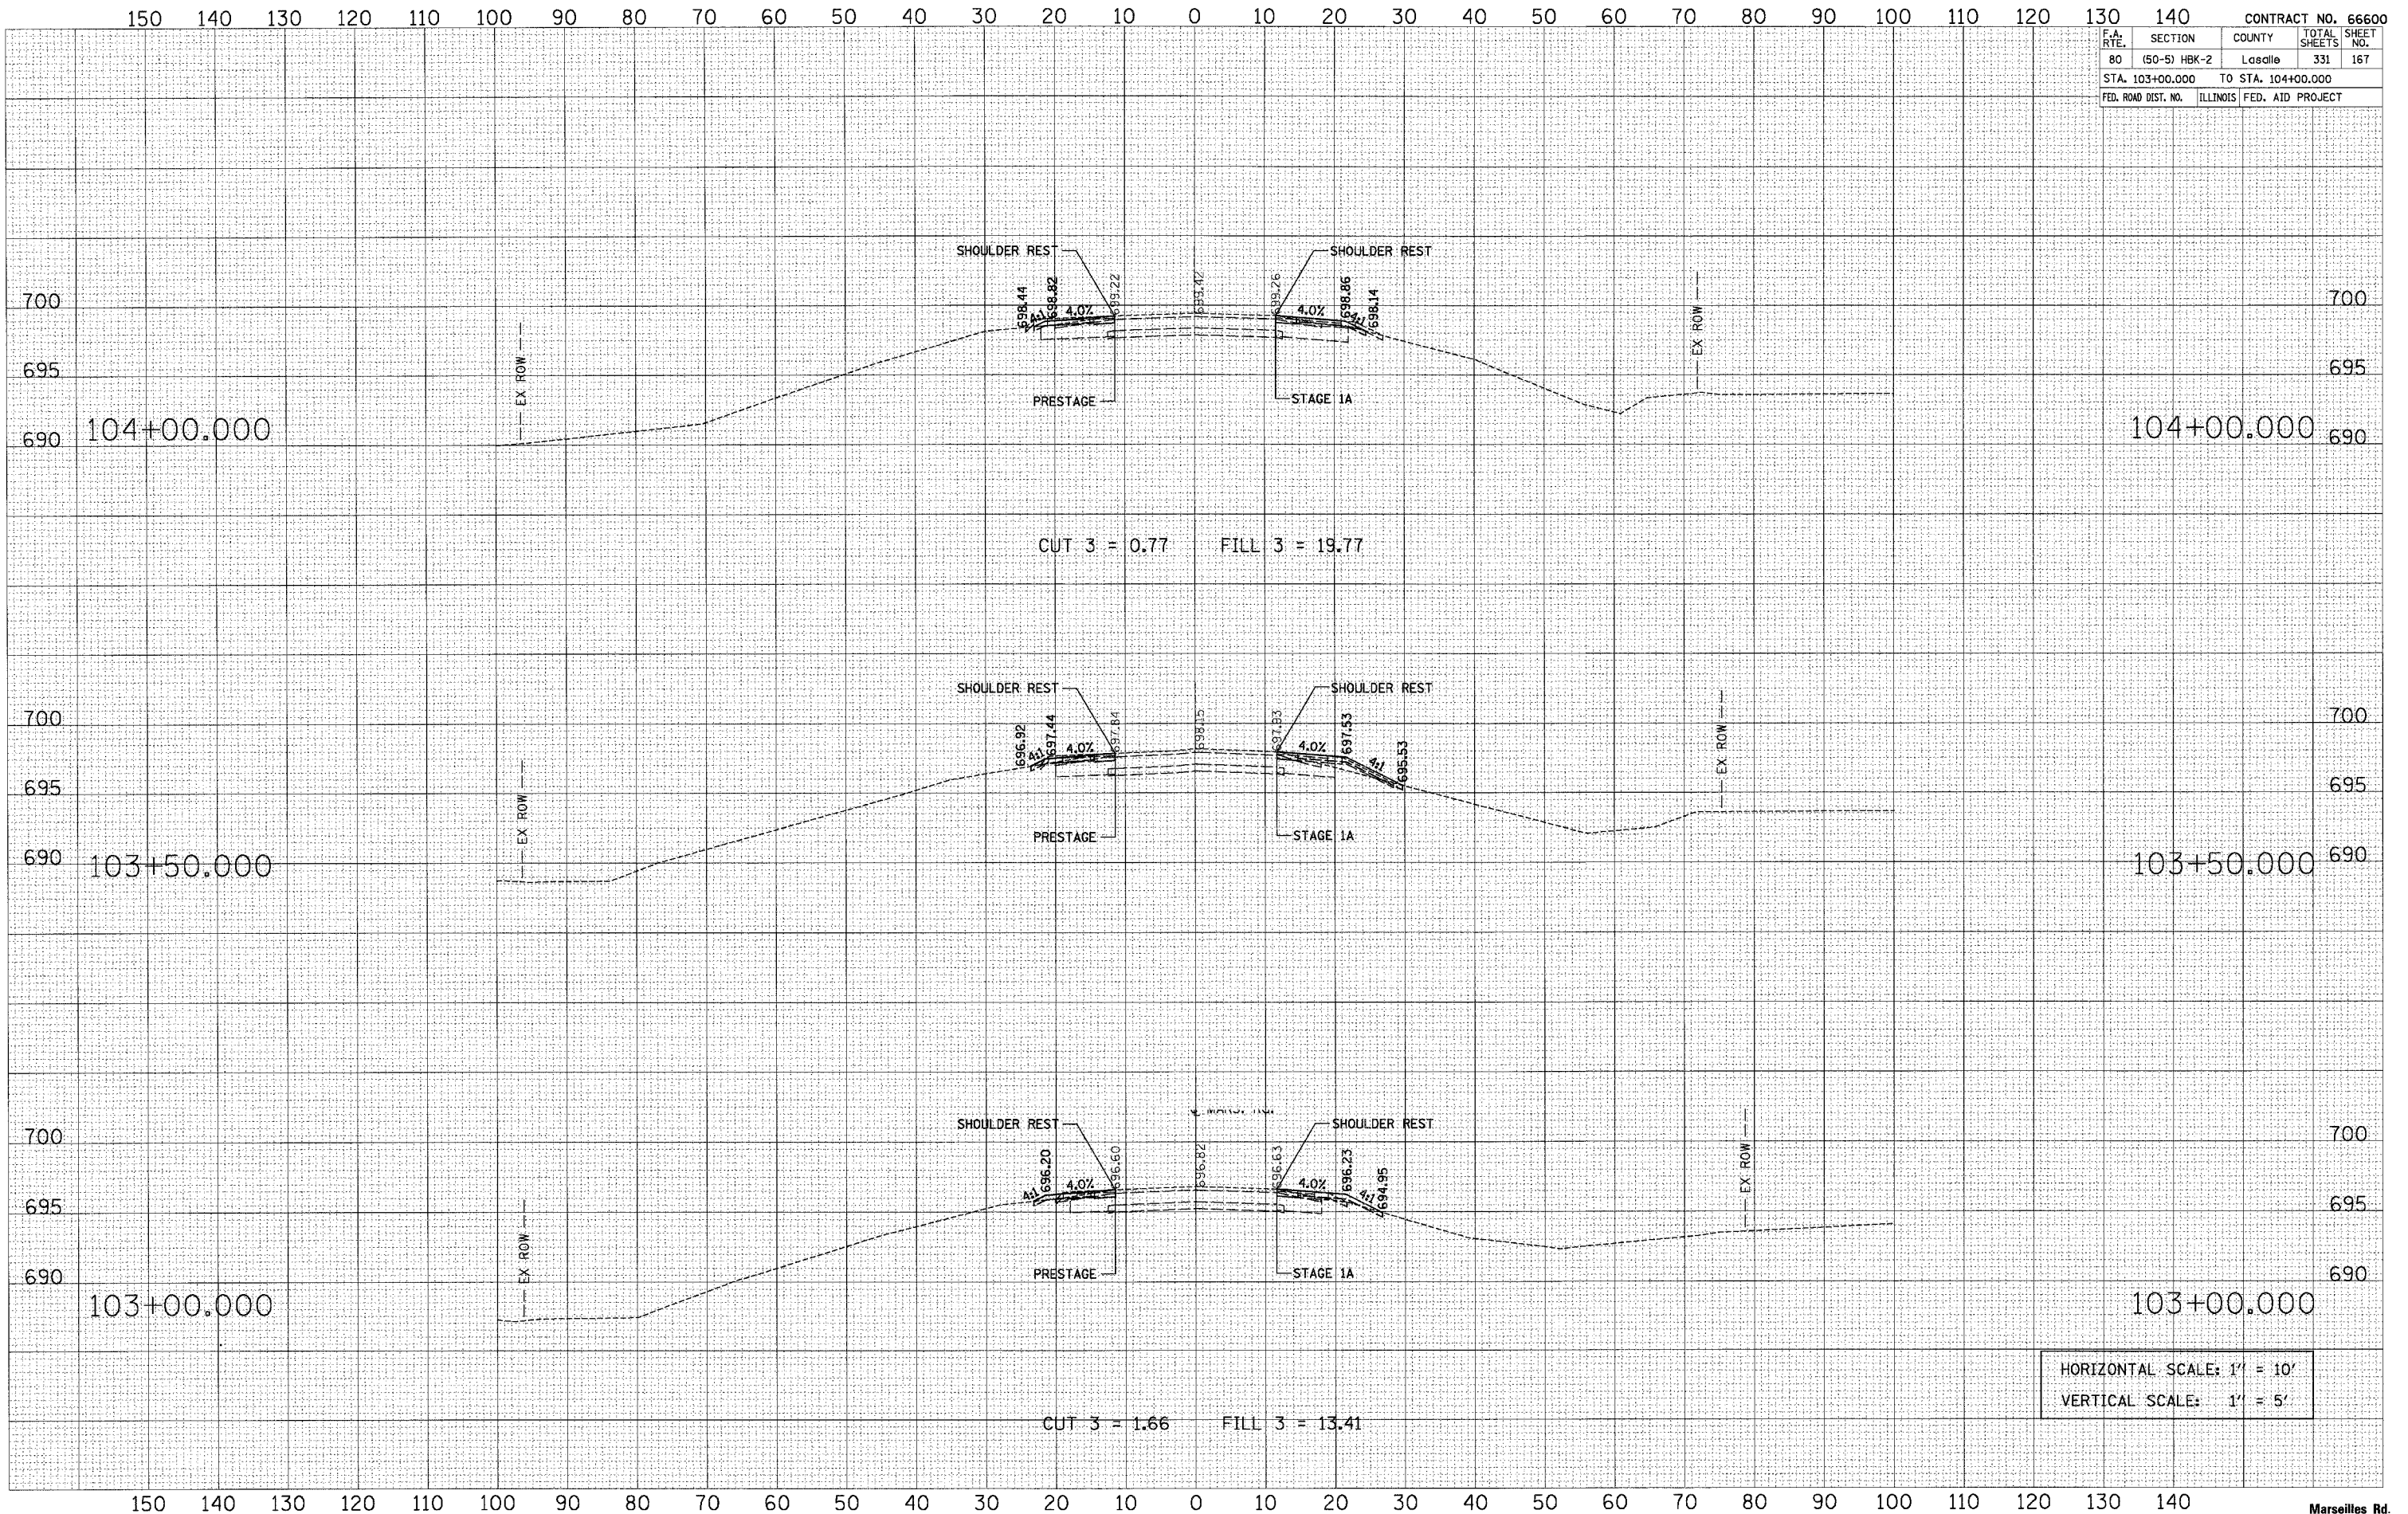 150 140 130 120 110 100 90 80 70 60 50 40 30 20 10 0 10 20 30 40 50 60 70 80 90 100 110 120 130 140
CONTRACT NO. 66600
F.A. RTE. SECTION COUNTY TOTAL SHEETS SHEET NO.
80 (50-5) HBK-2 Lasalle 331 167
STA. 103+00.000 TO STA. 104+00.000
FED. ROAD DIST. NO. ILLINOIS FED. AID PROJECT
SHOULDER REST SHOULDER REST
698.44 698.82 699.22 699.42 699.26 698.86 698.14
4:1 4.0% 4.0% 4:1
700 700
EX ROW EX ROW
695 695
PRESTAGE STAGE 1A
690 104+00.000 104+00.000 690
CUT 3 = 0.77 FILL 3 = 19.77
SHOULDER REST SHOULDER REST
696.92 697.44 697.84 698.15 697.93 697.53 695.53
4:1 4.0% 4.0% 4:1
700 700
EX ROW EX ROW
695 695
PRESTAGE STAGE 1A
690 103+50.000 103+50.000 690
SHOULDER REST SHOULDER REST
696.20 696.60 696.82 696.63 696.23 694.95
4:1 4.0% 4.0% 4:1
700 700
EX ROW EX ROW
695 695
PRESTAGE STAGE 1A
690 690
103+00.000 103+00.000
HORIZONTAL SCALE: 1" = 10'
VERTICAL SCALE: 1" = 5'
CUT 3 = 1.66 FILL 3 = 13.41
150 140 130 120 110 100 90 80 70 60 50 40 30 20 10 0 10 20 30 40 50 60 70 80 90 100 110 120 130 140
Marseilles Rd.